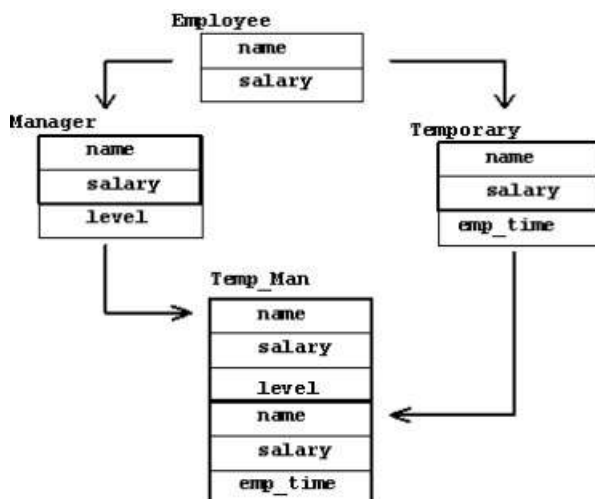 Employee
name
salary
Manager
name
salary
level
Temporary
name
salary
emp_time
Temp_Man
name
salary
level
name
salary
emp_time